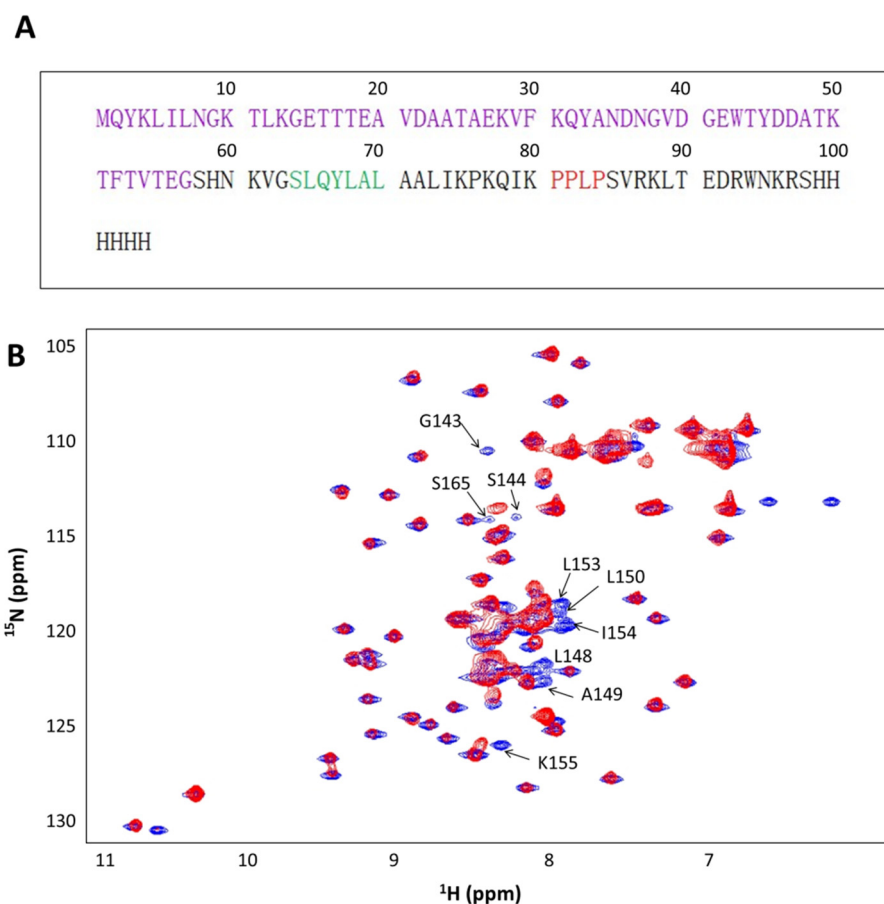 A
10 20 30 40 50
MQYKLILNGK TLKGETTTEA VDAATAEKVF KQYANDNGVD GEWTYDDATK
60 70 80 90 100
TFTVTEGSHN KVGSLQYLAL AALIKPKQIK PPLPSVRKLT EDRWNKRSHH
HHHH
B
105
110
115
120
125
130
15N (ppm)
G143
S165 S144
L153
L150
I154
L148
A149
K155
11 10 9 8 7
1H (ppm)